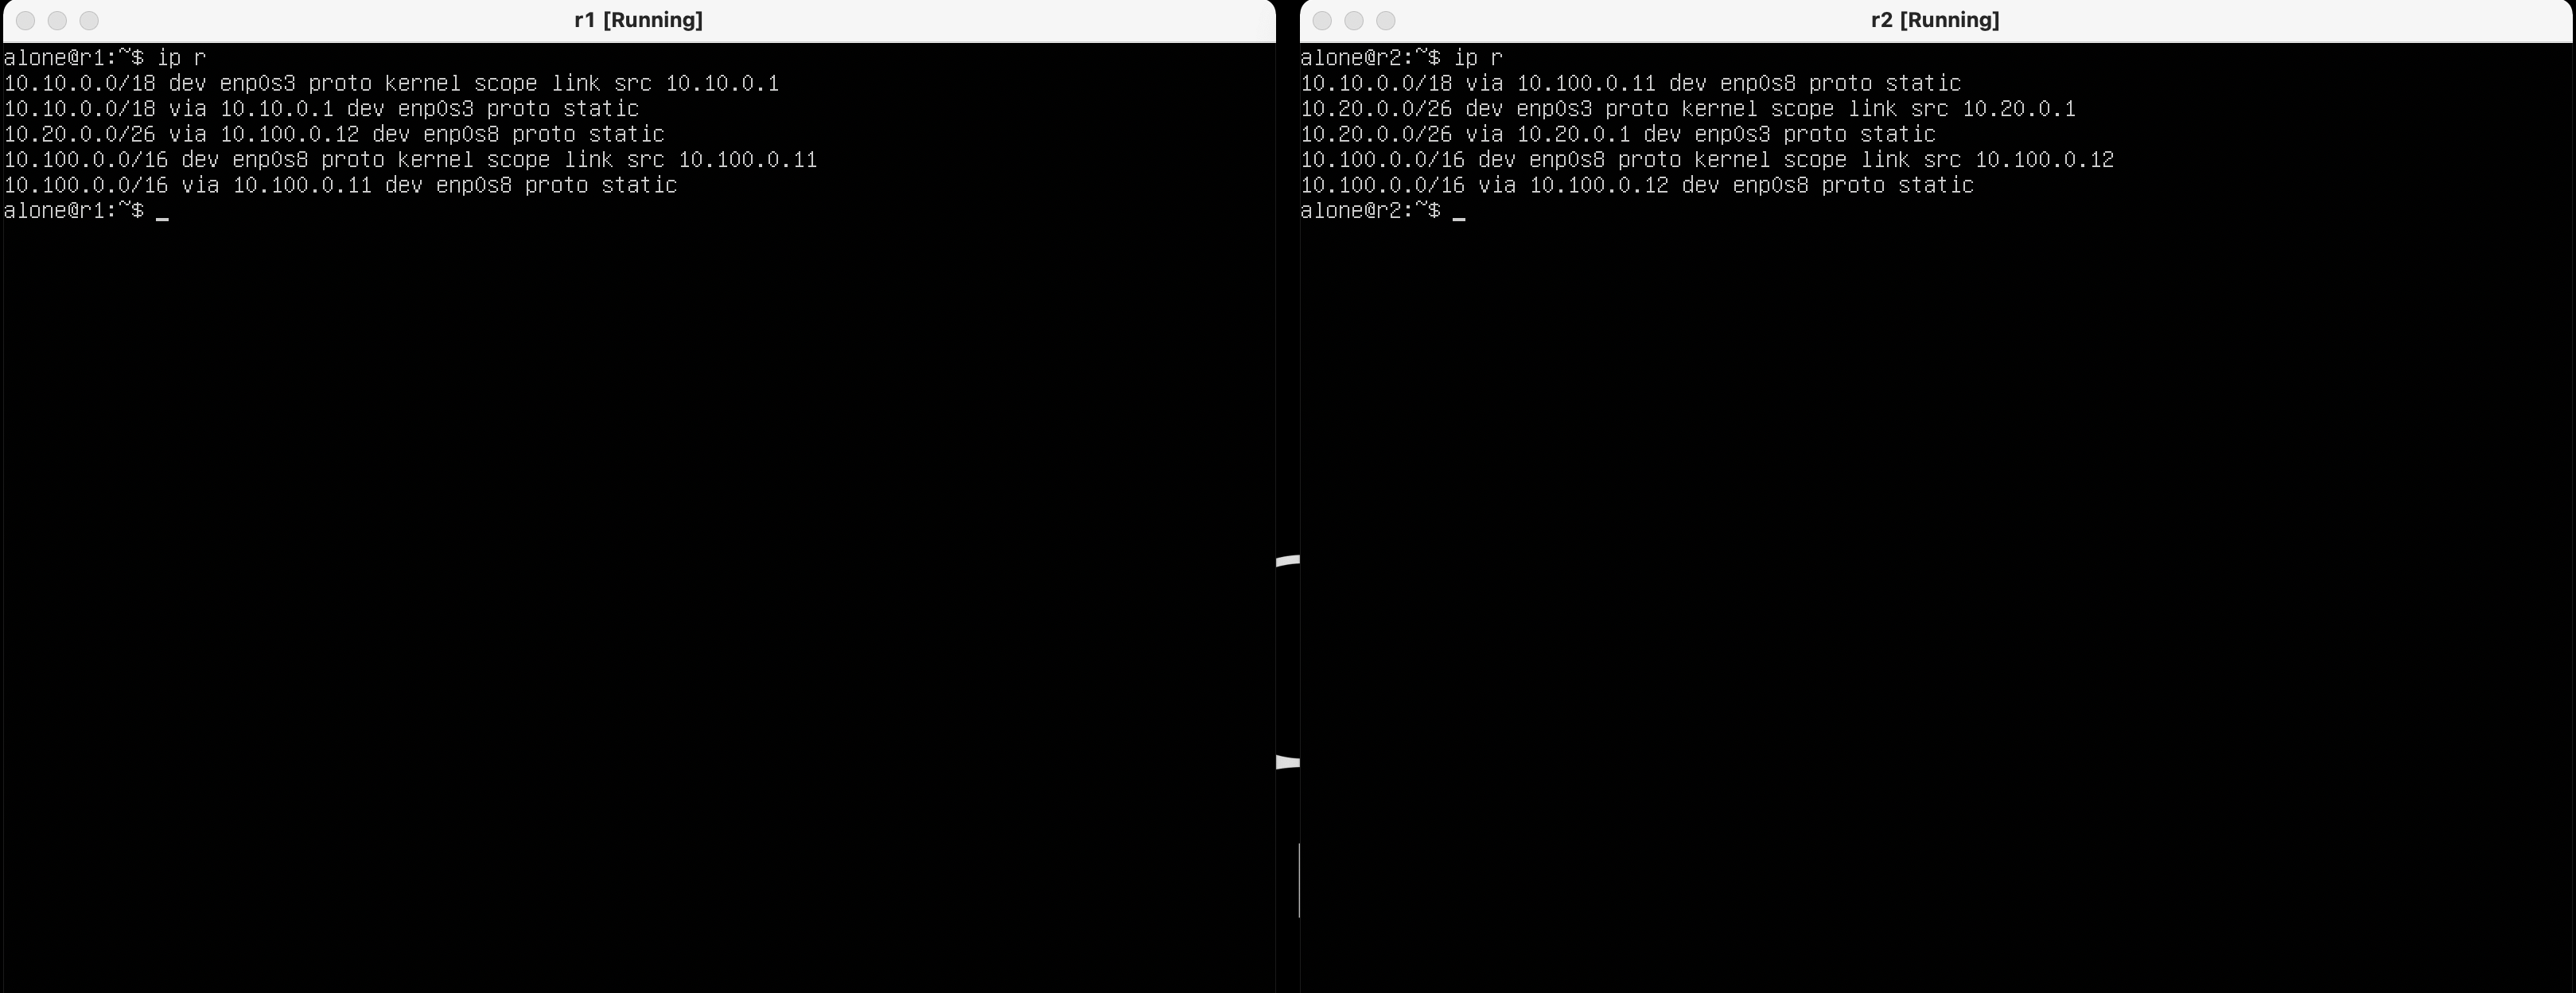 r1 [Running]
alone@r1:~$ ip r
10.10.0.0/18 dev enp0s3 proto kernel scope link src 10.10.0.1
10.10.0.0/18 via 10.10.0.1 dev enp0s3 proto static
10.20.0.0/26 via 10.100.0.12 dev enp0s8 proto static
10.100.0.0/16 dev enp0s8 proto kernel scope link src 10.100.0.11
10.100.0.0/16 via 10.100.0.11 dev enp0s8 proto static
alone@r1:~$ _
r2 [Running]
alone@r2:~$ ip r
10.10.0.0/18 via 10.100.0.11 dev enp0s8 proto static
10.20.0.0/26 dev enp0s3 proto kernel scope link src 10.20.0.1
10.20.0.0/26 via 10.20.0.1 dev enp0s3 proto static
10.100.0.0/16 dev enp0s8 proto kernel scope link src 10.100.0.12
10.100.0.0/16 via 10.100.0.12 dev enp0s8 proto static
alone@r2:~$ _